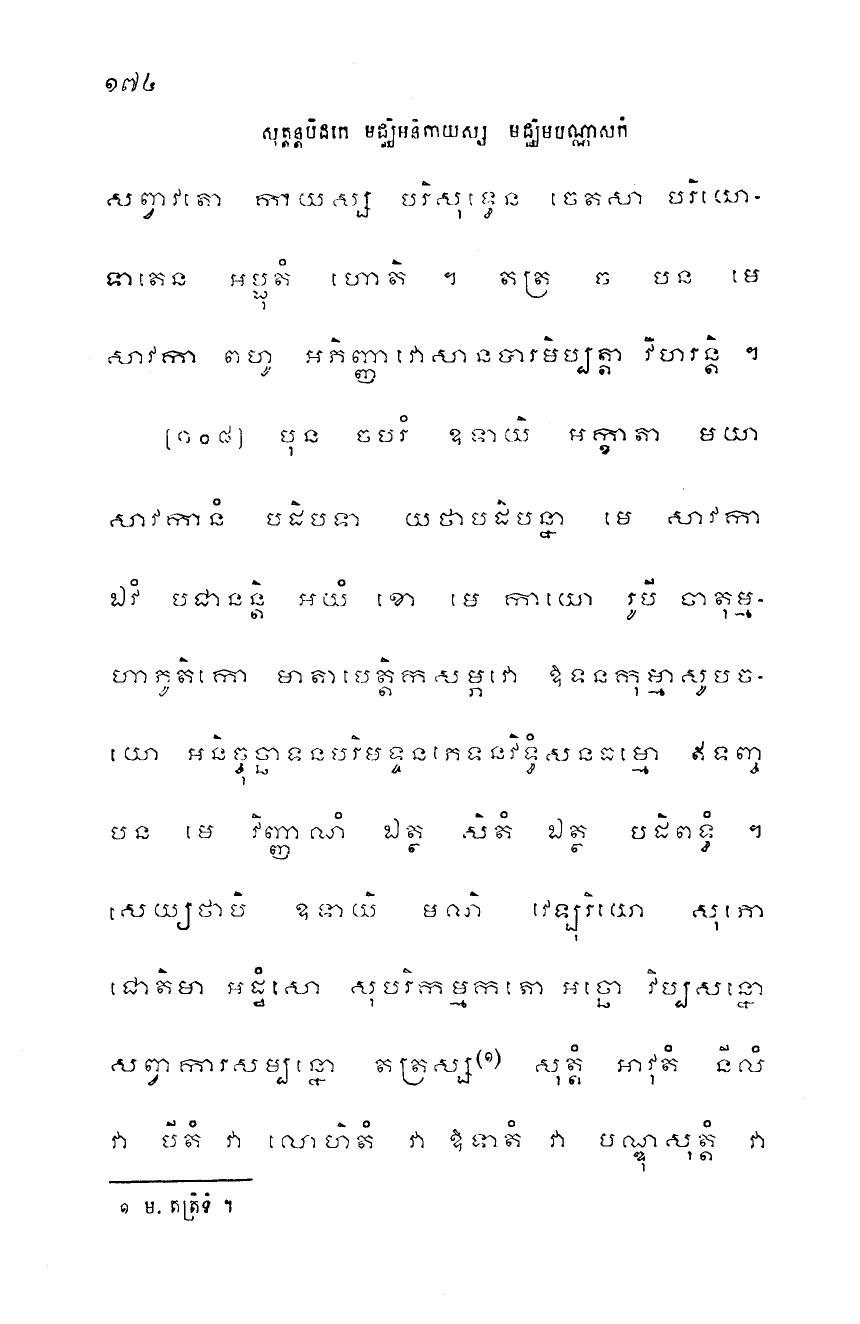 ១៧៤
សុត្តន្តបិដកេ មជ្ឈិមនិកាយស្ស មជ្ឈិមបណ្ណាសកំ
សព្វាវតោ កាយស្ស បរិសុទ្ធេន ចេតសា បរិយោ-
ទាតេន អប្ផុតំ ហោតិ ។ តត្រ ច បន មេ
សាវកា ពហូ អភិញ្ញាវោសានបារមិប្បត្តា វិហរន្តិ ។
[១០៨] បុន ចបរំ ឧទាយិ អក្ខាតា មយា
សាវកានំ បដិបទា យថាបដិបន្នា មេ សាវកា
ឯវំ បជានន្តិ អយំ ខោ មេ កាយោ រូបី ចាតុម្ម-
ហាភូតិកោ មាតាបេត្តិកសម្ភវោ ឱទនកុម្មាសូបច-
យោ អនិច្ចុច្ឆាទនបរិមទ្ទនភេទនវិទ្ធំសនធម្មោ ឥទញ្ច
បន មេ វិញ្ញាណំ ឯត្ថ សិតំ ឯត្ថ បដិពទ្ធំ ។
សេយ្យថាបិ ឧទាយិ មណិ វេឡុរិយោ សុភោ
ជោតិមា អដ្ឋំសោ សុបរិកម្មកតោ អច្ឆោ វិប្បសន្នោ
សព្វាការសម្បន្នោ តត្រស្ស(១) សុត្តំ អាវុតំ នីលំ
វា បីតំ វា លោហិតំ វា ឱទាតំ វា បណ្ឌុសុត្តំ វា
១ ម. តត្រិទំ ។